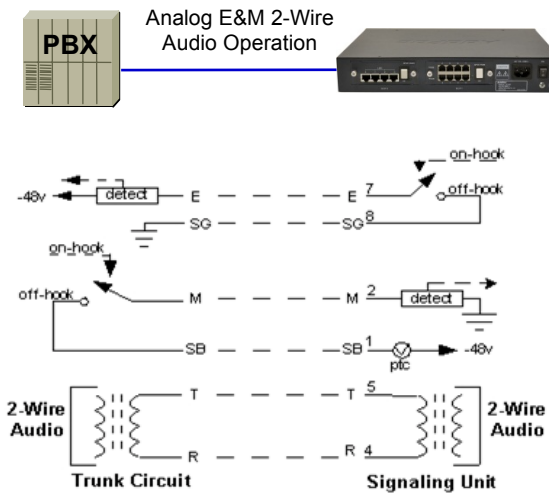 Analog E&M 2-Wire
Audio Operation
PBX
on-hook
-48v detect E E 7 off-hook
SG SG 8
on-hook
off-hook M M 2 detect
SB SB 1 -48v
ptc
2-Wire
Audio
T T 5
R R 4
2-Wire
Audio
Trunk Circuit Signaling Unit